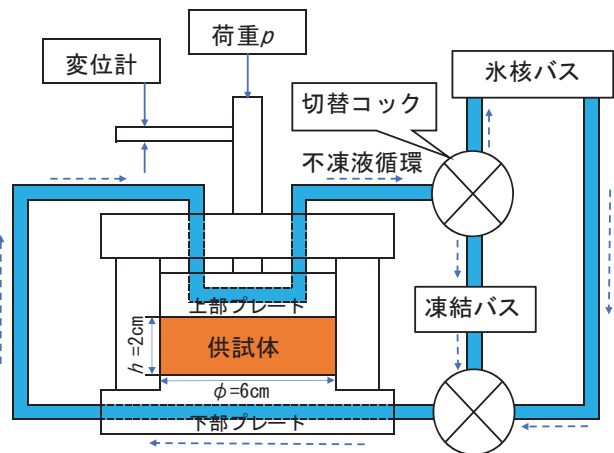 荷重p
変位計
氷核バス
切替コック
不凍液循環
上部プレート
凍結バス
h=2cm
供試体
φ=6cm
下部プレート